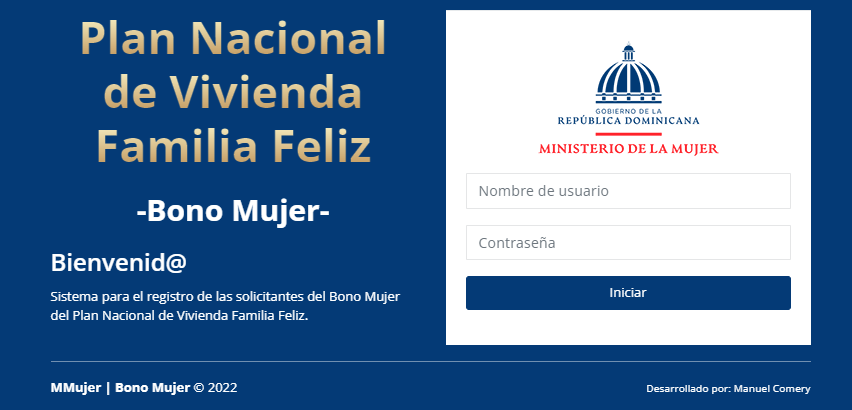 Plan Nacional
de Vivienda
Familia Feliz
-Bono Mujer-
Bienvenid@
Sistema para el registro de las solicitantes del Bono Mujer
del Plan Nacional de Vivienda Familia Feliz.
GOBIERNO DE LA
REPÚBLICA DOMINICANA
MINISTERIO DE LA MUJER
Nombre de usuario
Contraseña
Iniciar
MMujer | Bono Mujer © 2022
Desarrollado por: Manuel Comery